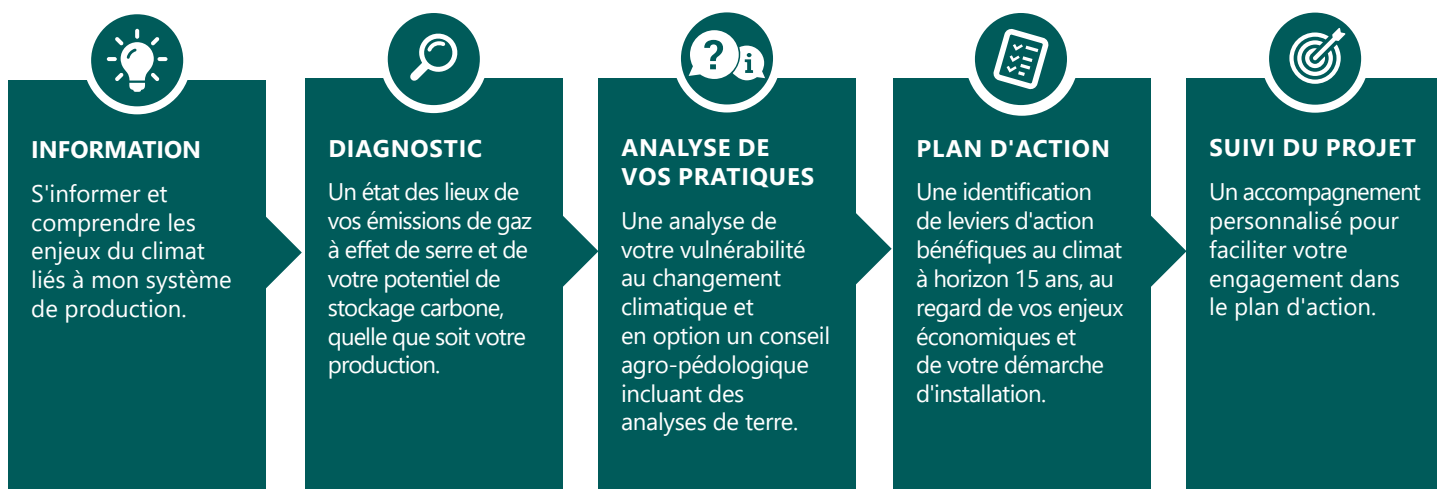 INFORMATION
S'informer et
comprendre les
enjeux du climat
liés à mon système
de production.
DIAGNOSTIC
Un état des lieux de
vos émissions de gaz
à effet de serre et de
votre potentiel de
stockage carbone,
quelle que soit votre
production.
?
i
ANALYSE DE
VOS PRATIQUES
Une analyse de
votre vulnérabilité
au changement
climatique et
en option un conseil
agro-pédologique
incluant des
analyses de terre.
PLAN D'ACTION
Une identification
de leviers d'action
bénéfiques au climat
à horizon 15 ans, au
regard de vos enjeux
économiques et
de votre démarche
d'installation.
SUIVI DU PROJET
Un accompagnement
personnalisé pour
faciliter votre
engagement dans
le plan d'action.